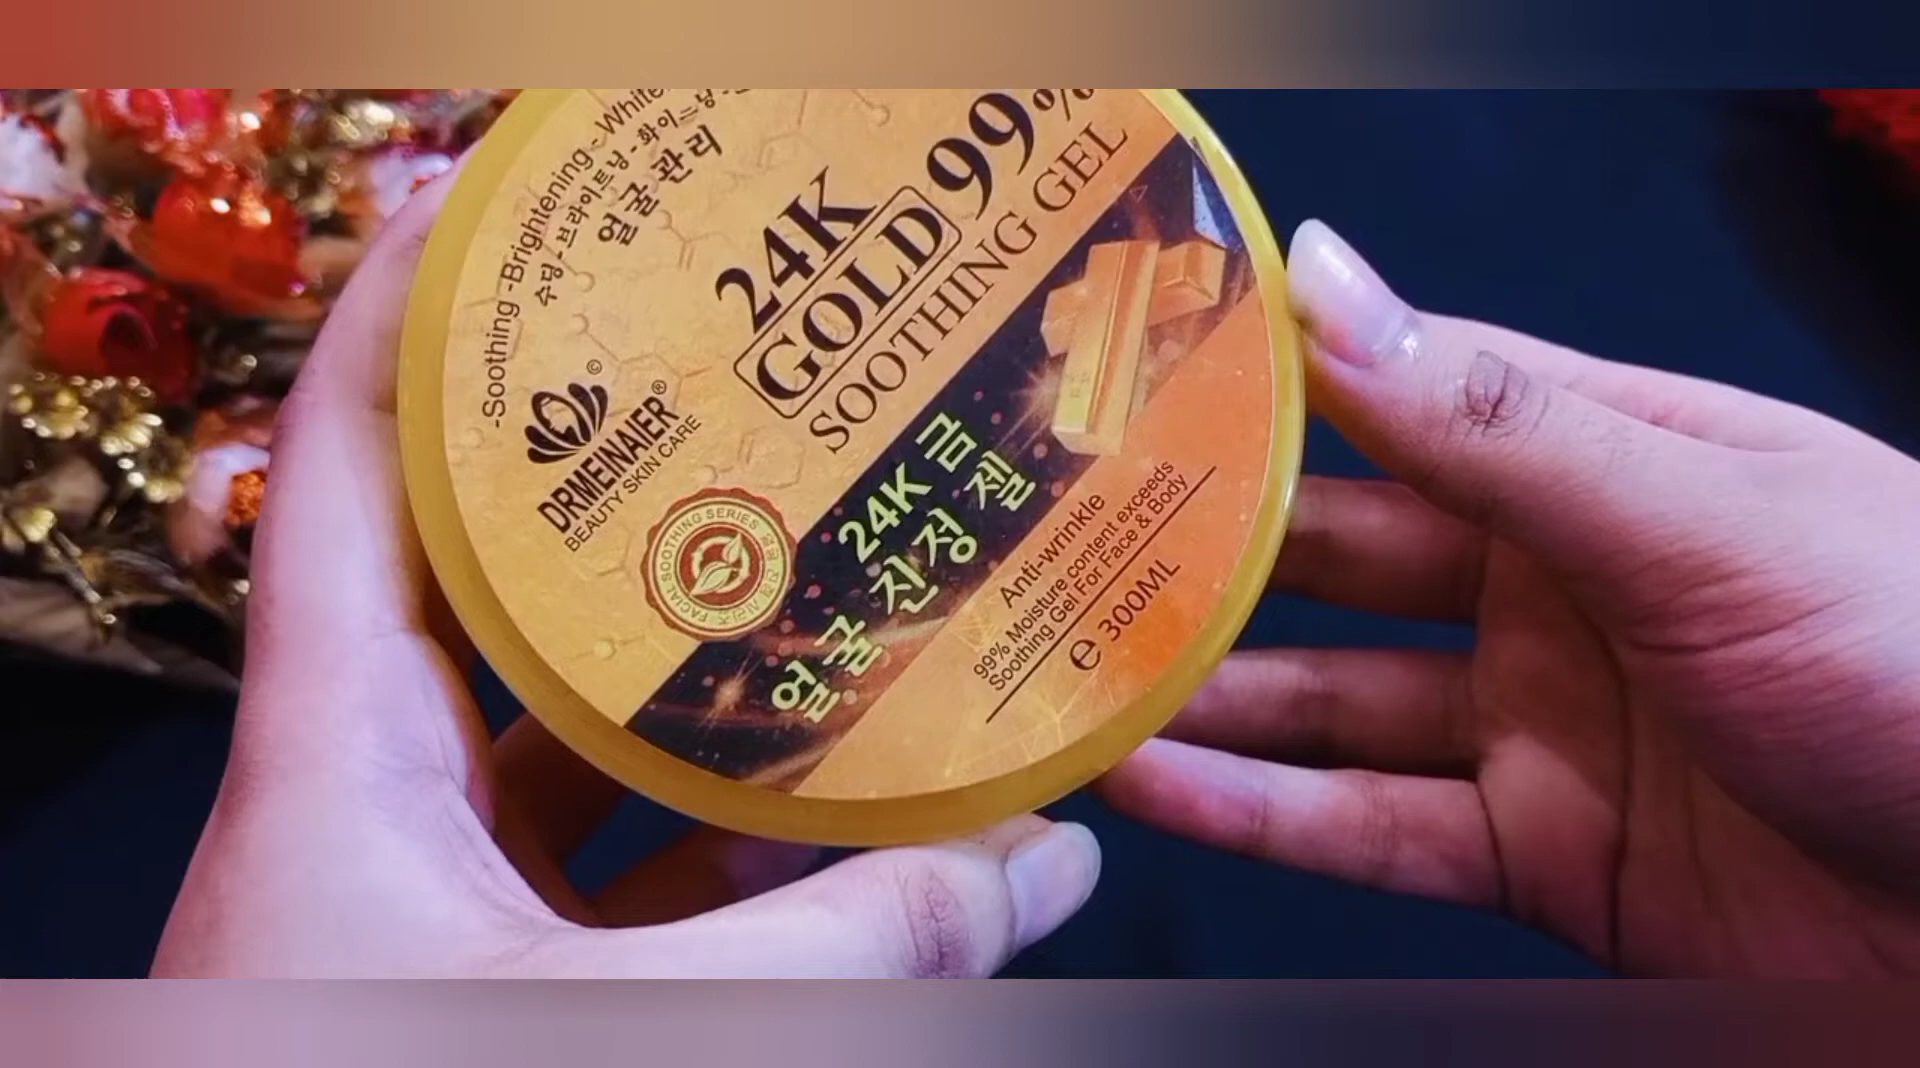 -Soothing -Brightening - White
수딩 - 브라이트닝 - 화이트닝 -
얼굴 관리
24K
GOLD 99%
SOOTHING GEL
©
DRMEINAIER®
BEAUTY SKIN CARE
FACIAL SOOTHING SERIES
24K 금
얼굴 진정 젤
Anti-wrinkle
99% Moisture content exceeds
Soothing Gel For Face & Body
e 300ML